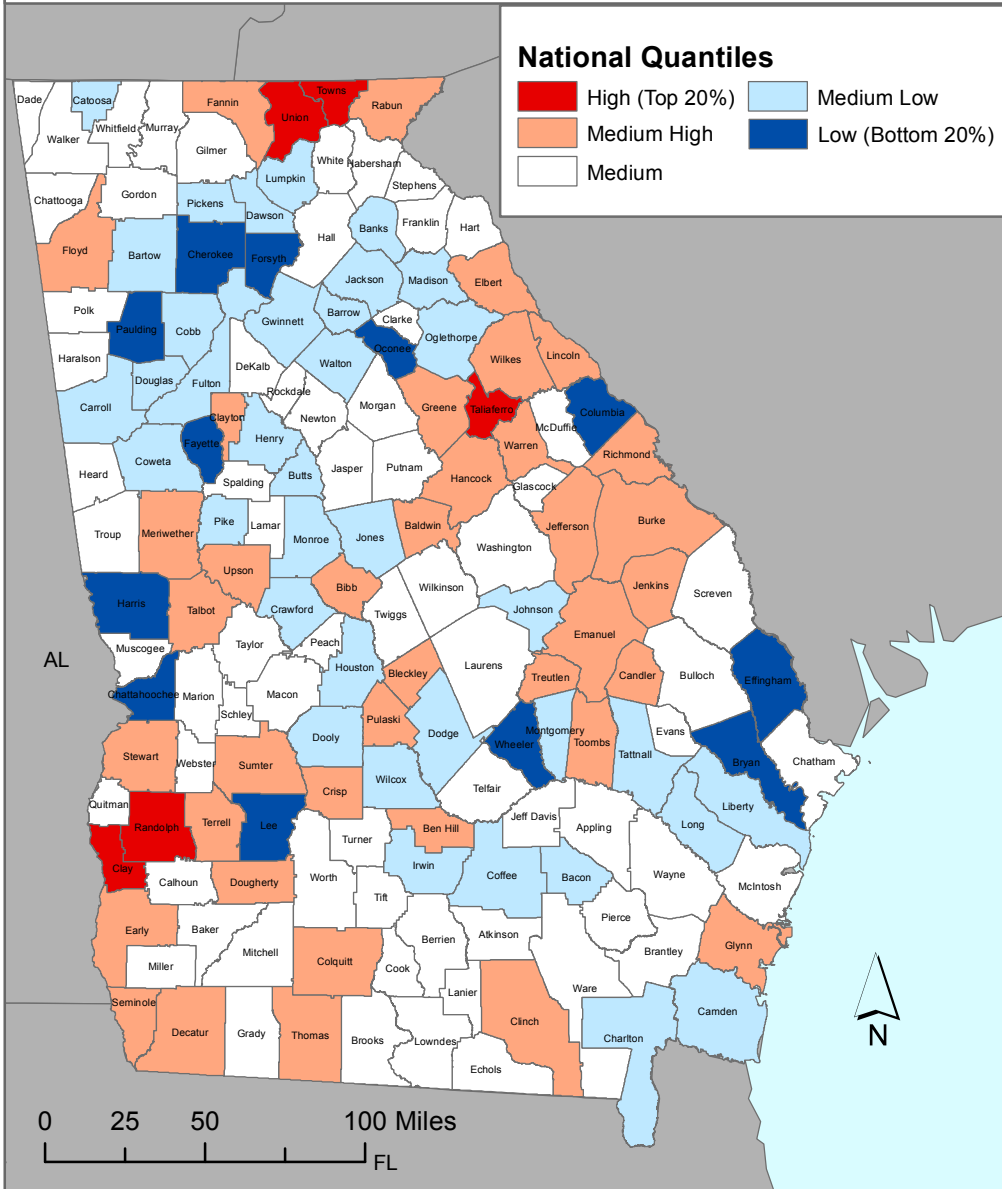 National Quantiles
High (Top 20%)
Medium High
Medium
Medium Low
Low (Bottom 20%)
Dade
Catoosa
Whitfield
Murray
Walker
Fannin
Union
Towns
Rabun
Gilmer
White
Habersham
Lumpkin
Stephens
Chattooga
Gordon
Pickens
Dawson
Hall
Banks
Franklin
Hart
Floyd
Bartow
Cherokee
Forsyth
Jackson
Madison
Elbert
Polk
Paulding
Cobb
Gwinnett
Barrow
Clarke
Oconee
Oglethorpe
Haralson
Douglas
Fulton
DeKalb
Walton
Wilkes
Lincoln
Carroll
Clayton
Rockdale
Newton
Morgan
Greene
Taliaferro
McDuffie
Columbia
Fayette
Henry
Warren
Richmond
Heard
Coweta
Spalding
Butts
Jasper
Putnam
Hancock
Glascock
Troup
Meriwether
Pike
Lamar
Monroe
Jones
Baldwin
Washington
Jefferson
Burke
Upson
Bibb
Wilkinson
Jenkins
Screven
Harris
Talbot
Crawford
Twiggs
Johnson
Emanuel
AL
Muscogee
Taylor
Peach
Houston
Laurens
Bleckley
Treutlen
Candler
Bulloch
Effingham
Chattahoochee
Marion
Schley
Macon
Pulaski
Dodge
Wheeler
Montgomery
Toombs
Tattnall
Evans
Bryan
Chatham
Stewart
Webster
Sumter
Dooly
Wilcox
Telfair
Quitman
Randolph
Terrell
Lee
Crisp
Ben Hill
Jeff Davis
Appling
Long
Liberty
Clay
Calhoun
Dougherty
Worth
Turner
Tift
Irwin
Coffee
Bacon
Wayne
McIntosh
Early
Baker
Mitchell
Miller
Colquitt
Berrien
Cook
Atkinson
Pierce
Brantley
Glynn
Seminole
Decatur
Grady
Thomas
Brooks
Lanier
Lowndes
Echols
Clinch
Ware
Charlton
Camden
N
0 25 50 100 Miles
FL